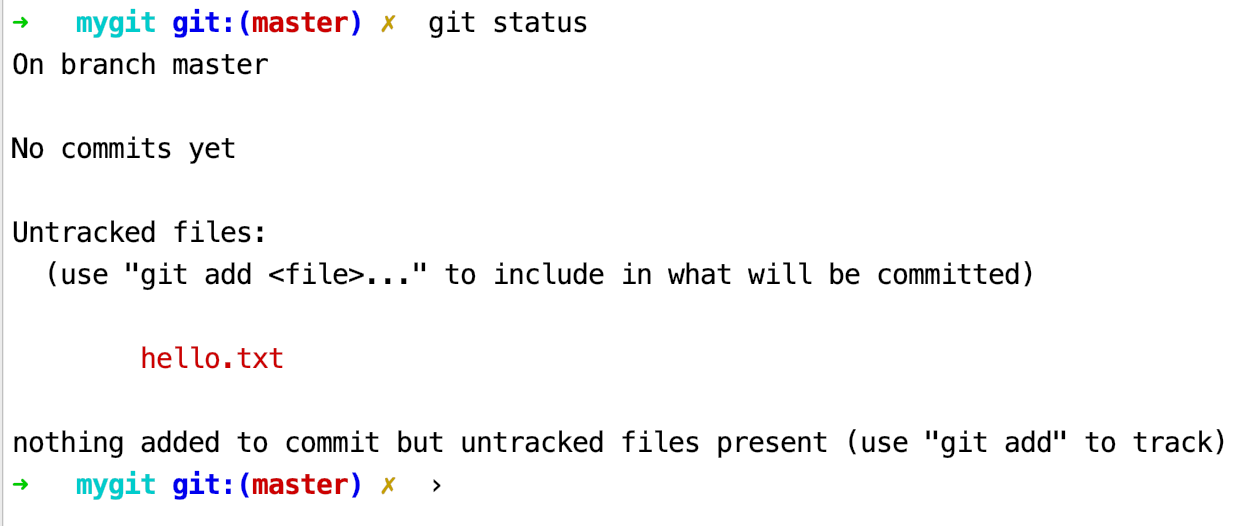 ➜  mygit git:(master) ✗ git status
On branch master
No commits yet
Untracked files:
  (use "git add <file>..." to include in what will be committed)
        hello.txt
nothing added to commit but untracked files present (use "git add" to track)
➜  mygit git:(master) ✗ ›